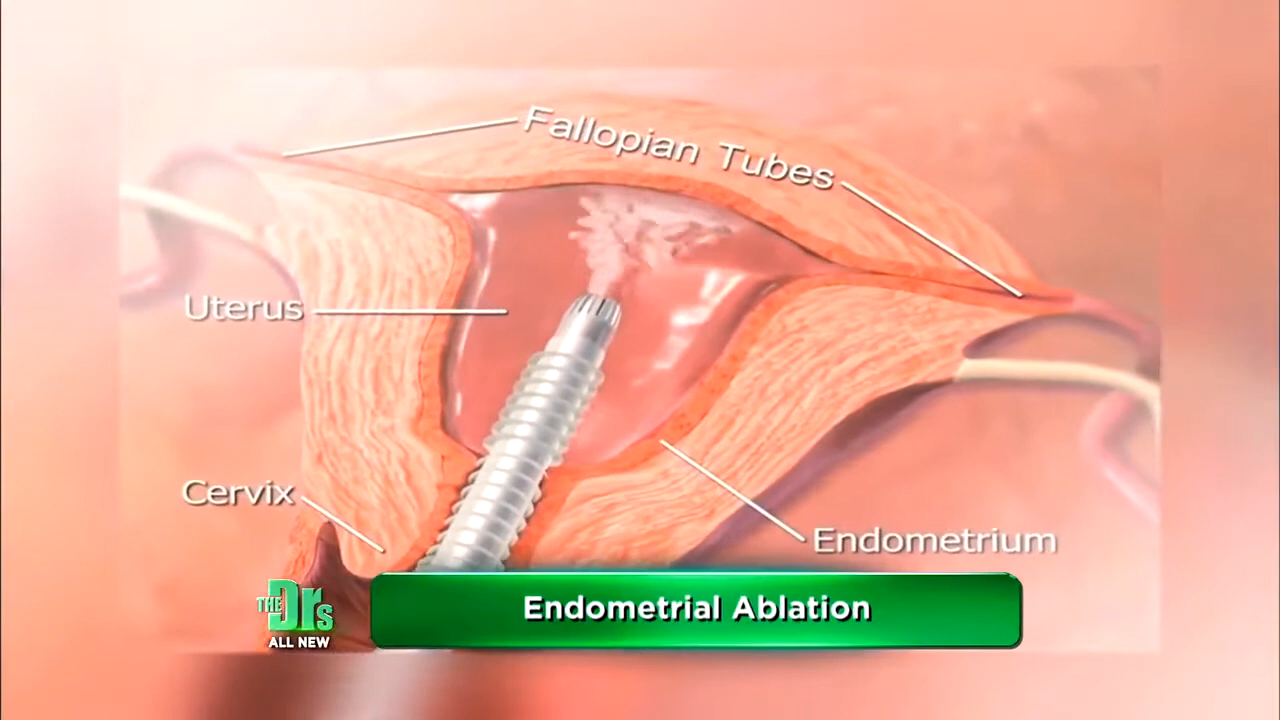 Fallopian Tubes
Uterus
Cervix
Endometrium
THE Drs
ALL NEW
Endometrial Ablation